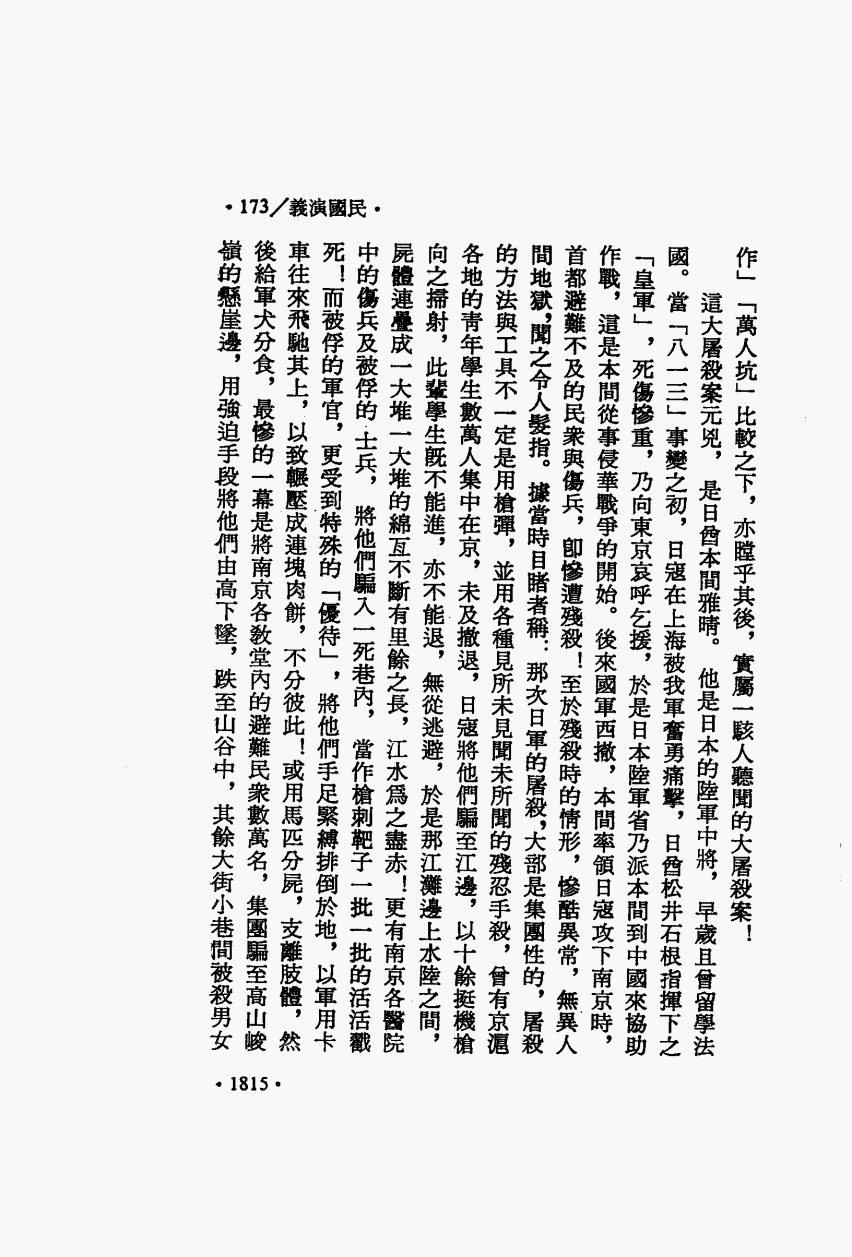 ·173／義演國民·
作」「萬人坑」比較之下，亦瞠乎其後，實屬一駭人聽聞的大屠殺案！
這大屠殺案元兇，是日酋本間雅晴。他是日本的陸軍中將，早歲且曾留學法
國。當「八一三」事變之初，日寇在上海被我軍奮勇痛擊，日酋松井石根指揮下之
「皇軍」，死傷慘重，乃向東京哀呼乞援，於是日本陸軍省乃派本間到中國來協助
作戰，這是本間從事侵華戰爭的開始。後來國軍西撤，本間率領日寇攻下南京時，
首都避難不及的民衆與傷兵，卽慘遭殘殺！至於殘殺時的情形，慘酷異常，無異人
間地獄，聞之令人髮指。據當時目睹者稱：那次日軍的屠殺，大部是集團性的，屠殺
的方法與工具不一定是用槍彈，並用各種見所未見聞未所聞的殘忍手殺，曾有京滬
各地的靑年學生數萬人集中在京，未及撤退，日寇將他們騙至江邊，以十餘挺機槍
向之掃射，此輩學生旣不能進，亦不能退，無從逃避，於是那江灘邊上水陸之間，
屍體連疊成一大堆一大堆的綿亙不斷有里餘之長，江水爲之盡赤！更有南京各醫院
中的傷兵及被俘的士兵，將他們騙入一死巷內，當作槍刺靶子一批一批的活活戳
死！而被俘的軍官，更受到特殊的「優待」，將他們手足緊縛排倒於地，以軍用卡
車往來飛馳其上，以致輾壓成連塊肉餅，不分彼此！或用馬匹分屍，支離肢體，然
後給軍犬分食，最慘的一幕是將南京各敎堂內的避難民衆數萬名，集團騙至高山峻
嶺的懸崖邊，用強迫手段將他們由高下墜，跌至山谷中，其餘大街小巷間被殺男女
·1815·